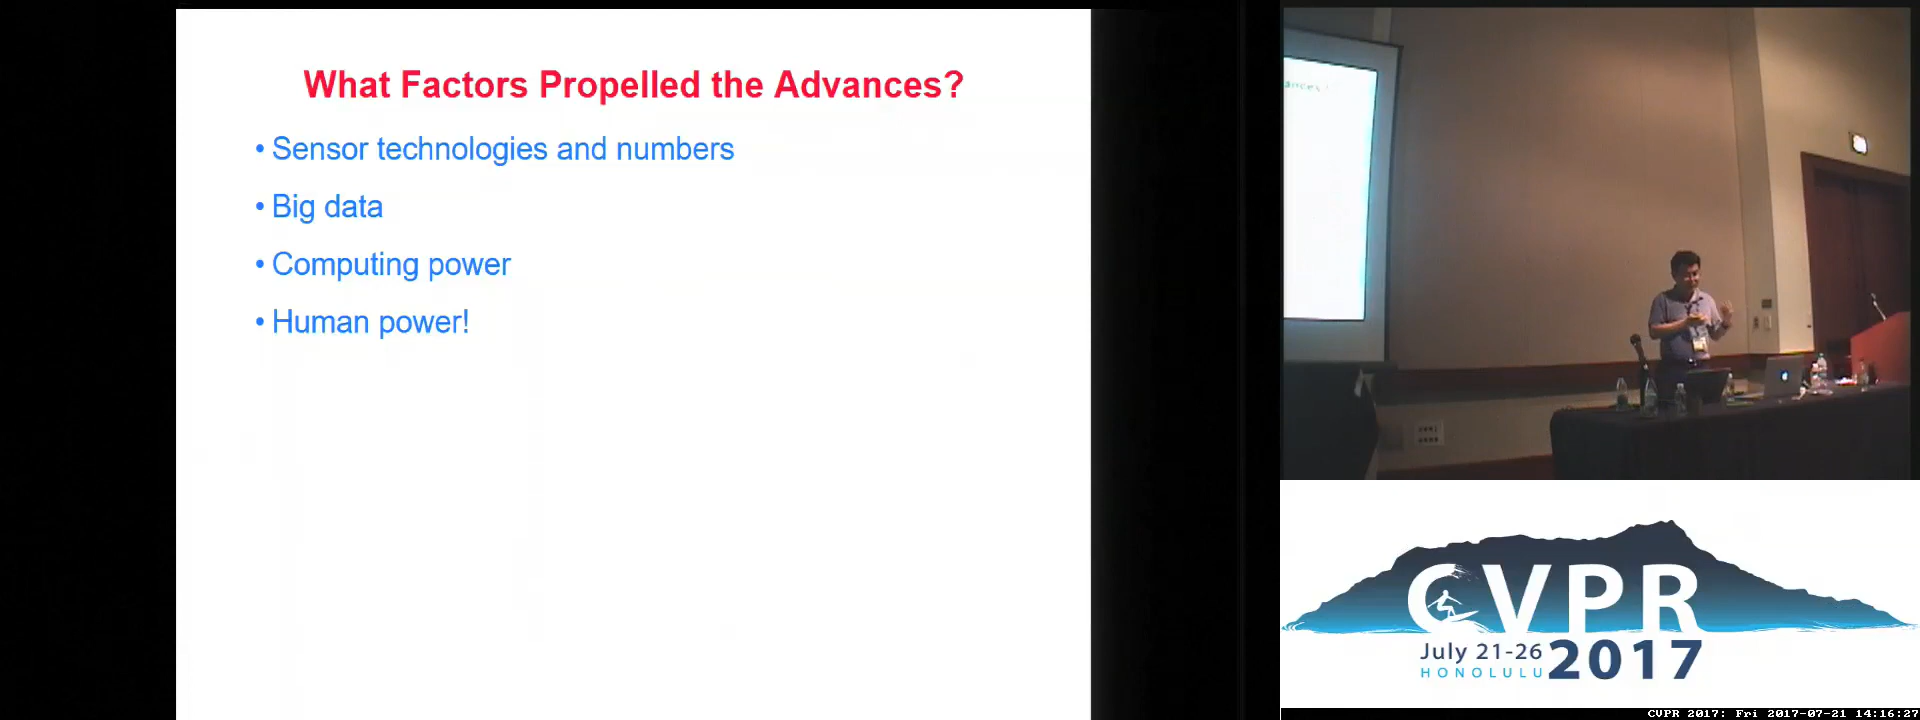 What Factors Propelled the Advances?
• Sensor technologies and numbers
• Big data
• Computing power
• Human power!
CVPR
July 21-26
HONOLULU
2017
CVPR 2017: Fri 2017-07-21 14:16:27